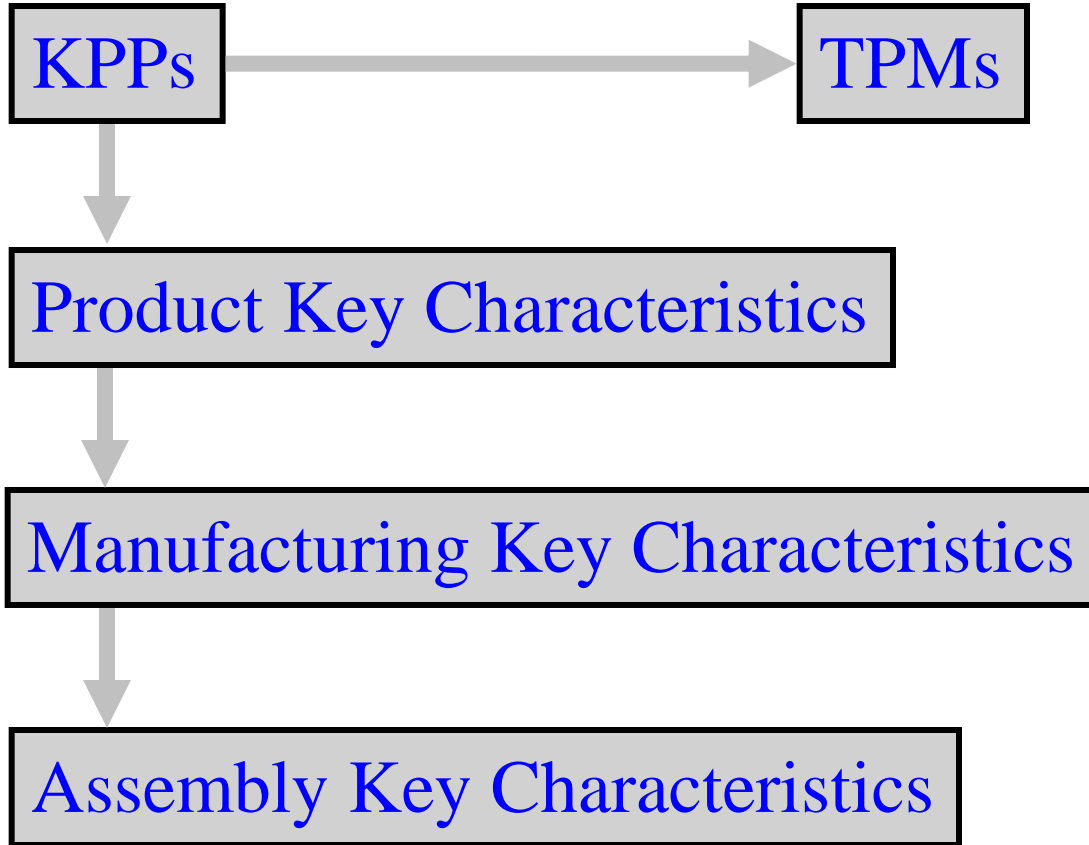 KPPs
TPMs
Product Key Characteristics
Manufacturing Key Characteristics
Assembly Key Characteristics